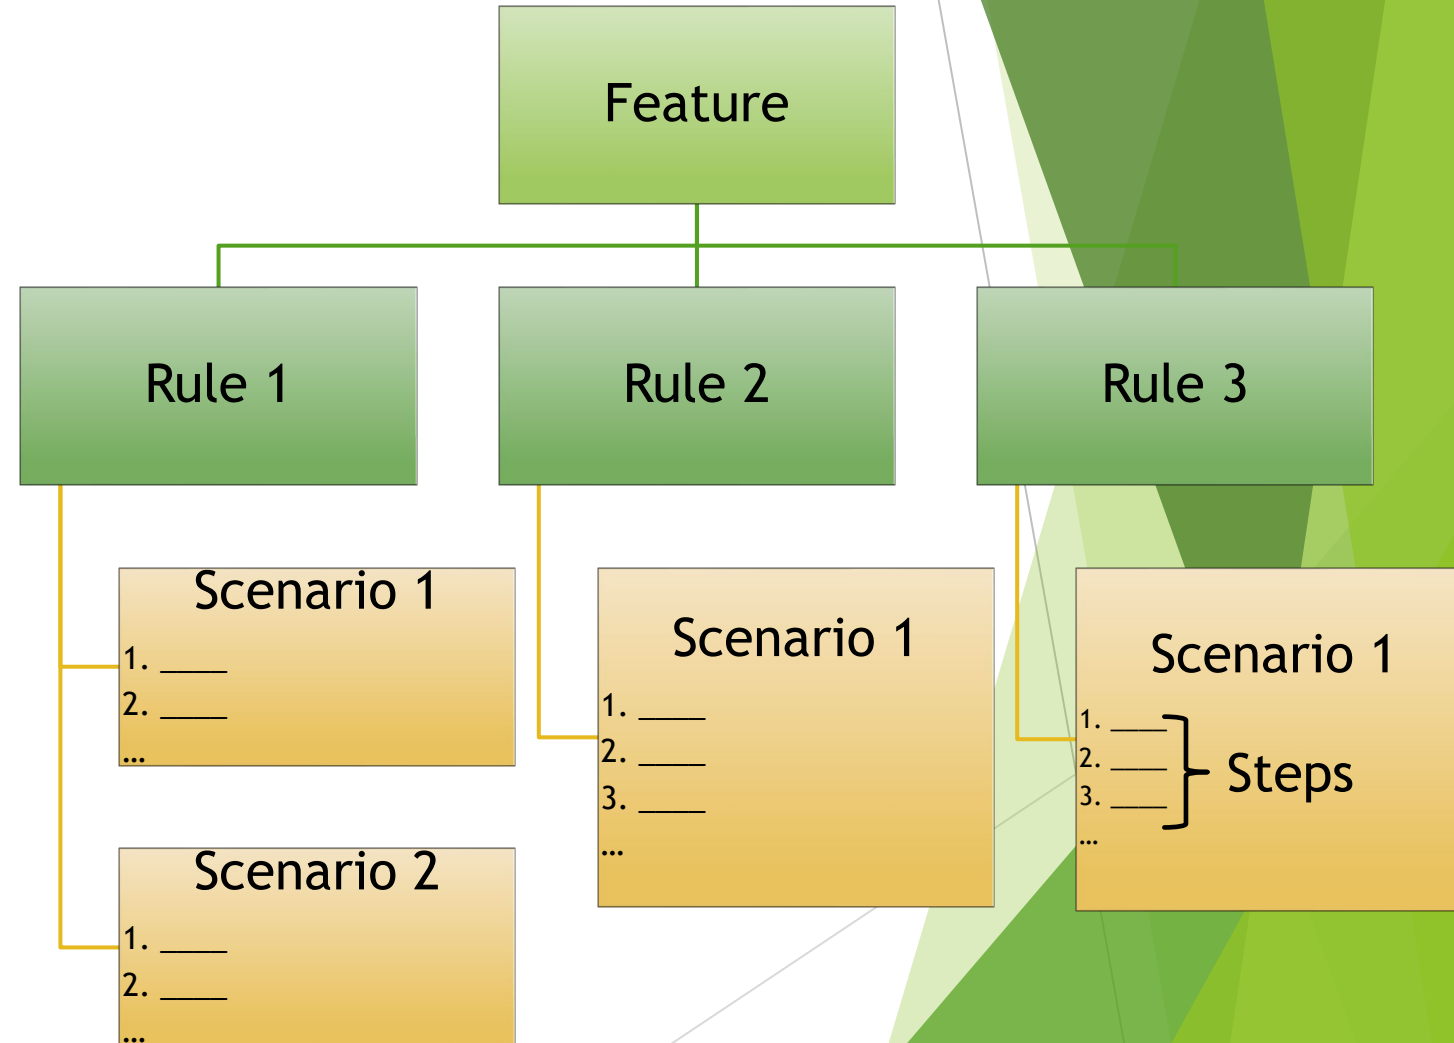 Feature
Rule 1
Rule 2
Rule 3
Scenario 1
1. ____
2. ____
...
Scenario 2
1. ____
2. ____
...
Scenario 1
1. ____
2. ____
3. ____
...
Scenario 1
1. ____
2. ____
3. ____
...
Steps